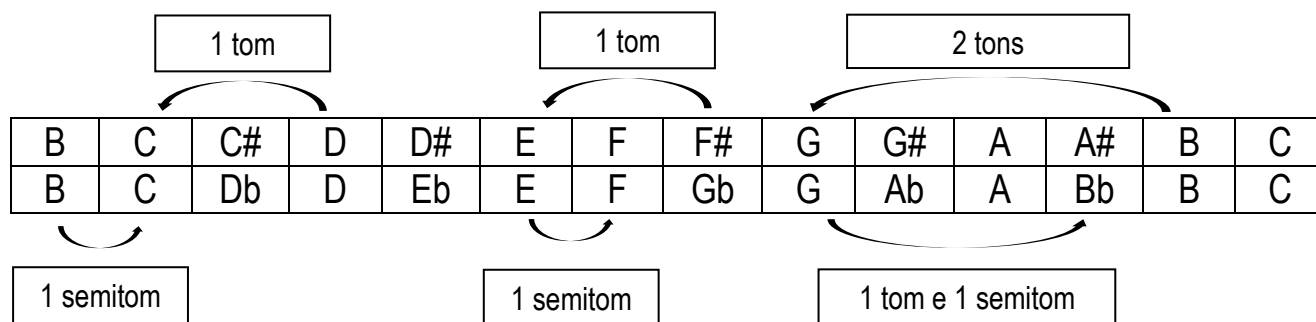 1 tom 1 tom 2 tons
B C C# D D# E F F# G G# A A# B C
B C Db D Eb E F Gb G Ab A Bb B C
1 semitom 1 semitom 1 tom e 1 semitom